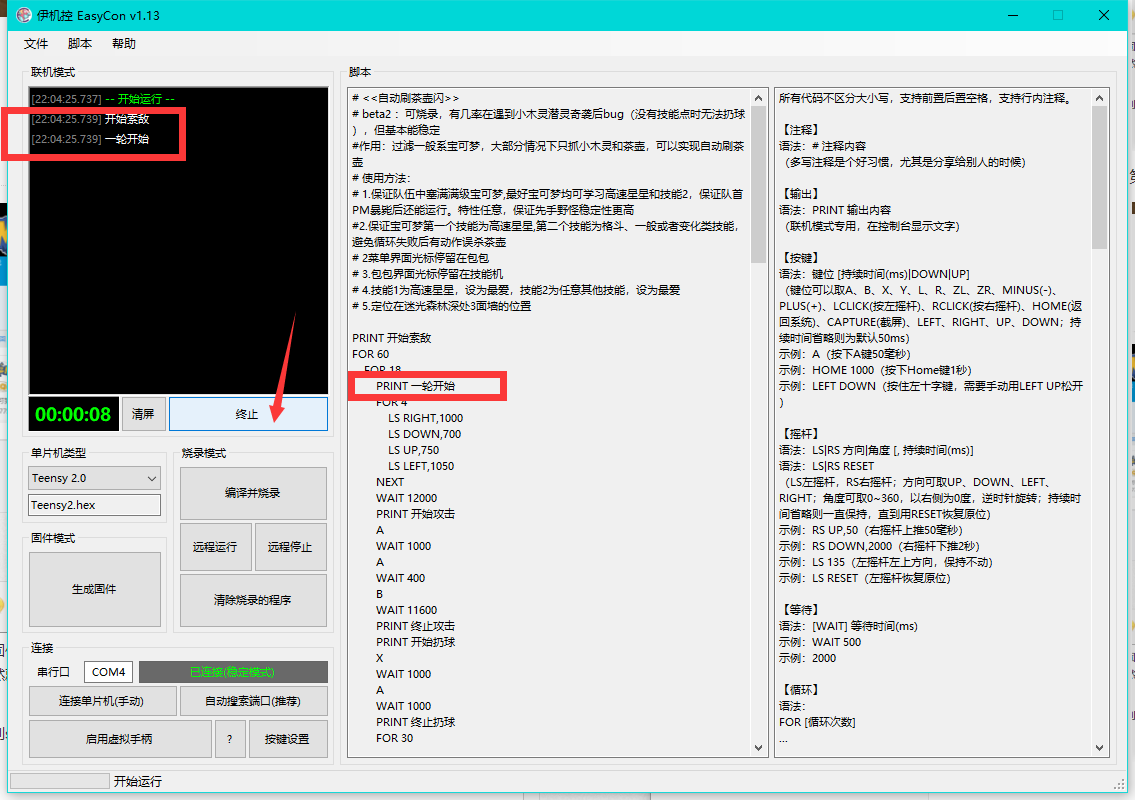 伊机控 EasyCon v1.13
文件 脚本 帮助
联机模式
[22:04:25.737] -- 开始运行 --
[22:04:25.739] 开始索敌
[22:04:25.739] 一轮开始
00:00:08 清屏 终止
单片机类型
Teensy 2.0
Teensy2.hex
固件模式
生成固件
烧录模式
编译并烧录
远程运行 远程停止
清除烧录的程序
连接
串行口 COM4 已连接(稳定模式)
连接单片机(手动) 自动搜索端口(推荐)
启用虚拟手柄 ? 按键设置
开始运行
脚本
# <<自动刷茶壶闪>>
# beta2 ：可烧录，有几率在遇到小木灵潜灵奇袭后bug（没有技能点时无法扔球
），但基本能稳定
#作用：过滤一般系宝可梦，大部分情况下只抓小木灵和茶壶，可以实现自动刷茶
壶
# 使用方法：
# 1.保证队伍中塞满满级宝可梦,最好宝可梦均可学习高速星星和技能2，保证队首
PM暴毙后还能运行。特性任意，保证先手野怪稳定性更高
#2.保证宝可梦第一个技能为高速星星,第二个技能为格斗、一般或者变化类技能，
避免循环失败后有动作误杀茶壶
# 2菜单界面光标停留在包包
# 3.包包界面光标停留在技能机
# 4.技能1为高速星星，设为最爱，技能2为任意其他技能，设为最爱
# 5.定位在迷光森林深处3面墙的位置
PRINT 开始索敌
FOR 60
FOR 18
PRINT 一轮开始
FOR 4
LS RIGHT,1000
LS DOWN,700
LS UP,750
LS LEFT,1050
NEXT
WAIT 12000
PRINT 开始攻击
A
WAIT 1000
A
WAIT 400
B
WAIT 11600
PRINT 终止攻击
PRINT 开始扔球
X
WAIT 1000
A
WAIT 1000
PRINT 终止扔球
FOR 30
所有代码不区分大小写，支持前置后置空格，支持行内注释。
【注释】
语法：# 注释内容
（多写注释是个好习惯，尤其是分享给别人的时候）
【输出】
语法：PRINT 输出内容
（联机模式专用，在控制台显示文字）
【按键】
语法：键位 [持续时间(ms)|DOWN|UP]
（键位可以取A、B、X、Y、L、R、ZL、ZR、MINUS(-)、
PLUS(+)、LCLICK(按左摇杆)、RCLICK(按右摇杆)、HOME(返
回系统)、CAPTURE(截屏)、LEFT、RIGHT、UP、DOWN；持
续时间省略则为默认50ms）
示例：A（按下A键50毫秒）
示例：HOME 1000（按下Home键1秒）
示例：LEFT DOWN（按住左十字键，需要手动用LEFT UP松开
）
【摇杆】
语法：LS|RS 方向|角度 [, 持续时间(ms)]
语法：LS|RS RESET
（LS左摇杆，RS右摇杆；方向可取UP、DOWN、LEFT、
RIGHT；角度可取0~360，以右侧为0度，逆时针旋转；持续时
间省略则一直保持，直到用RESET恢复原位）
示例：RS UP,50（右摇杆上推50毫秒）
示例：RS DOWN,2000（右摇杆下推2秒）
示例：LS 135（左摇杆左上方向，保持不动）
示例：LS RESET（左摇杆恢复原位）
【等待】
语法：[WAIT] 等待时间(ms)
示例：WAIT 500
示例：2000
【循环】
语法：
FOR [循环次数]
...